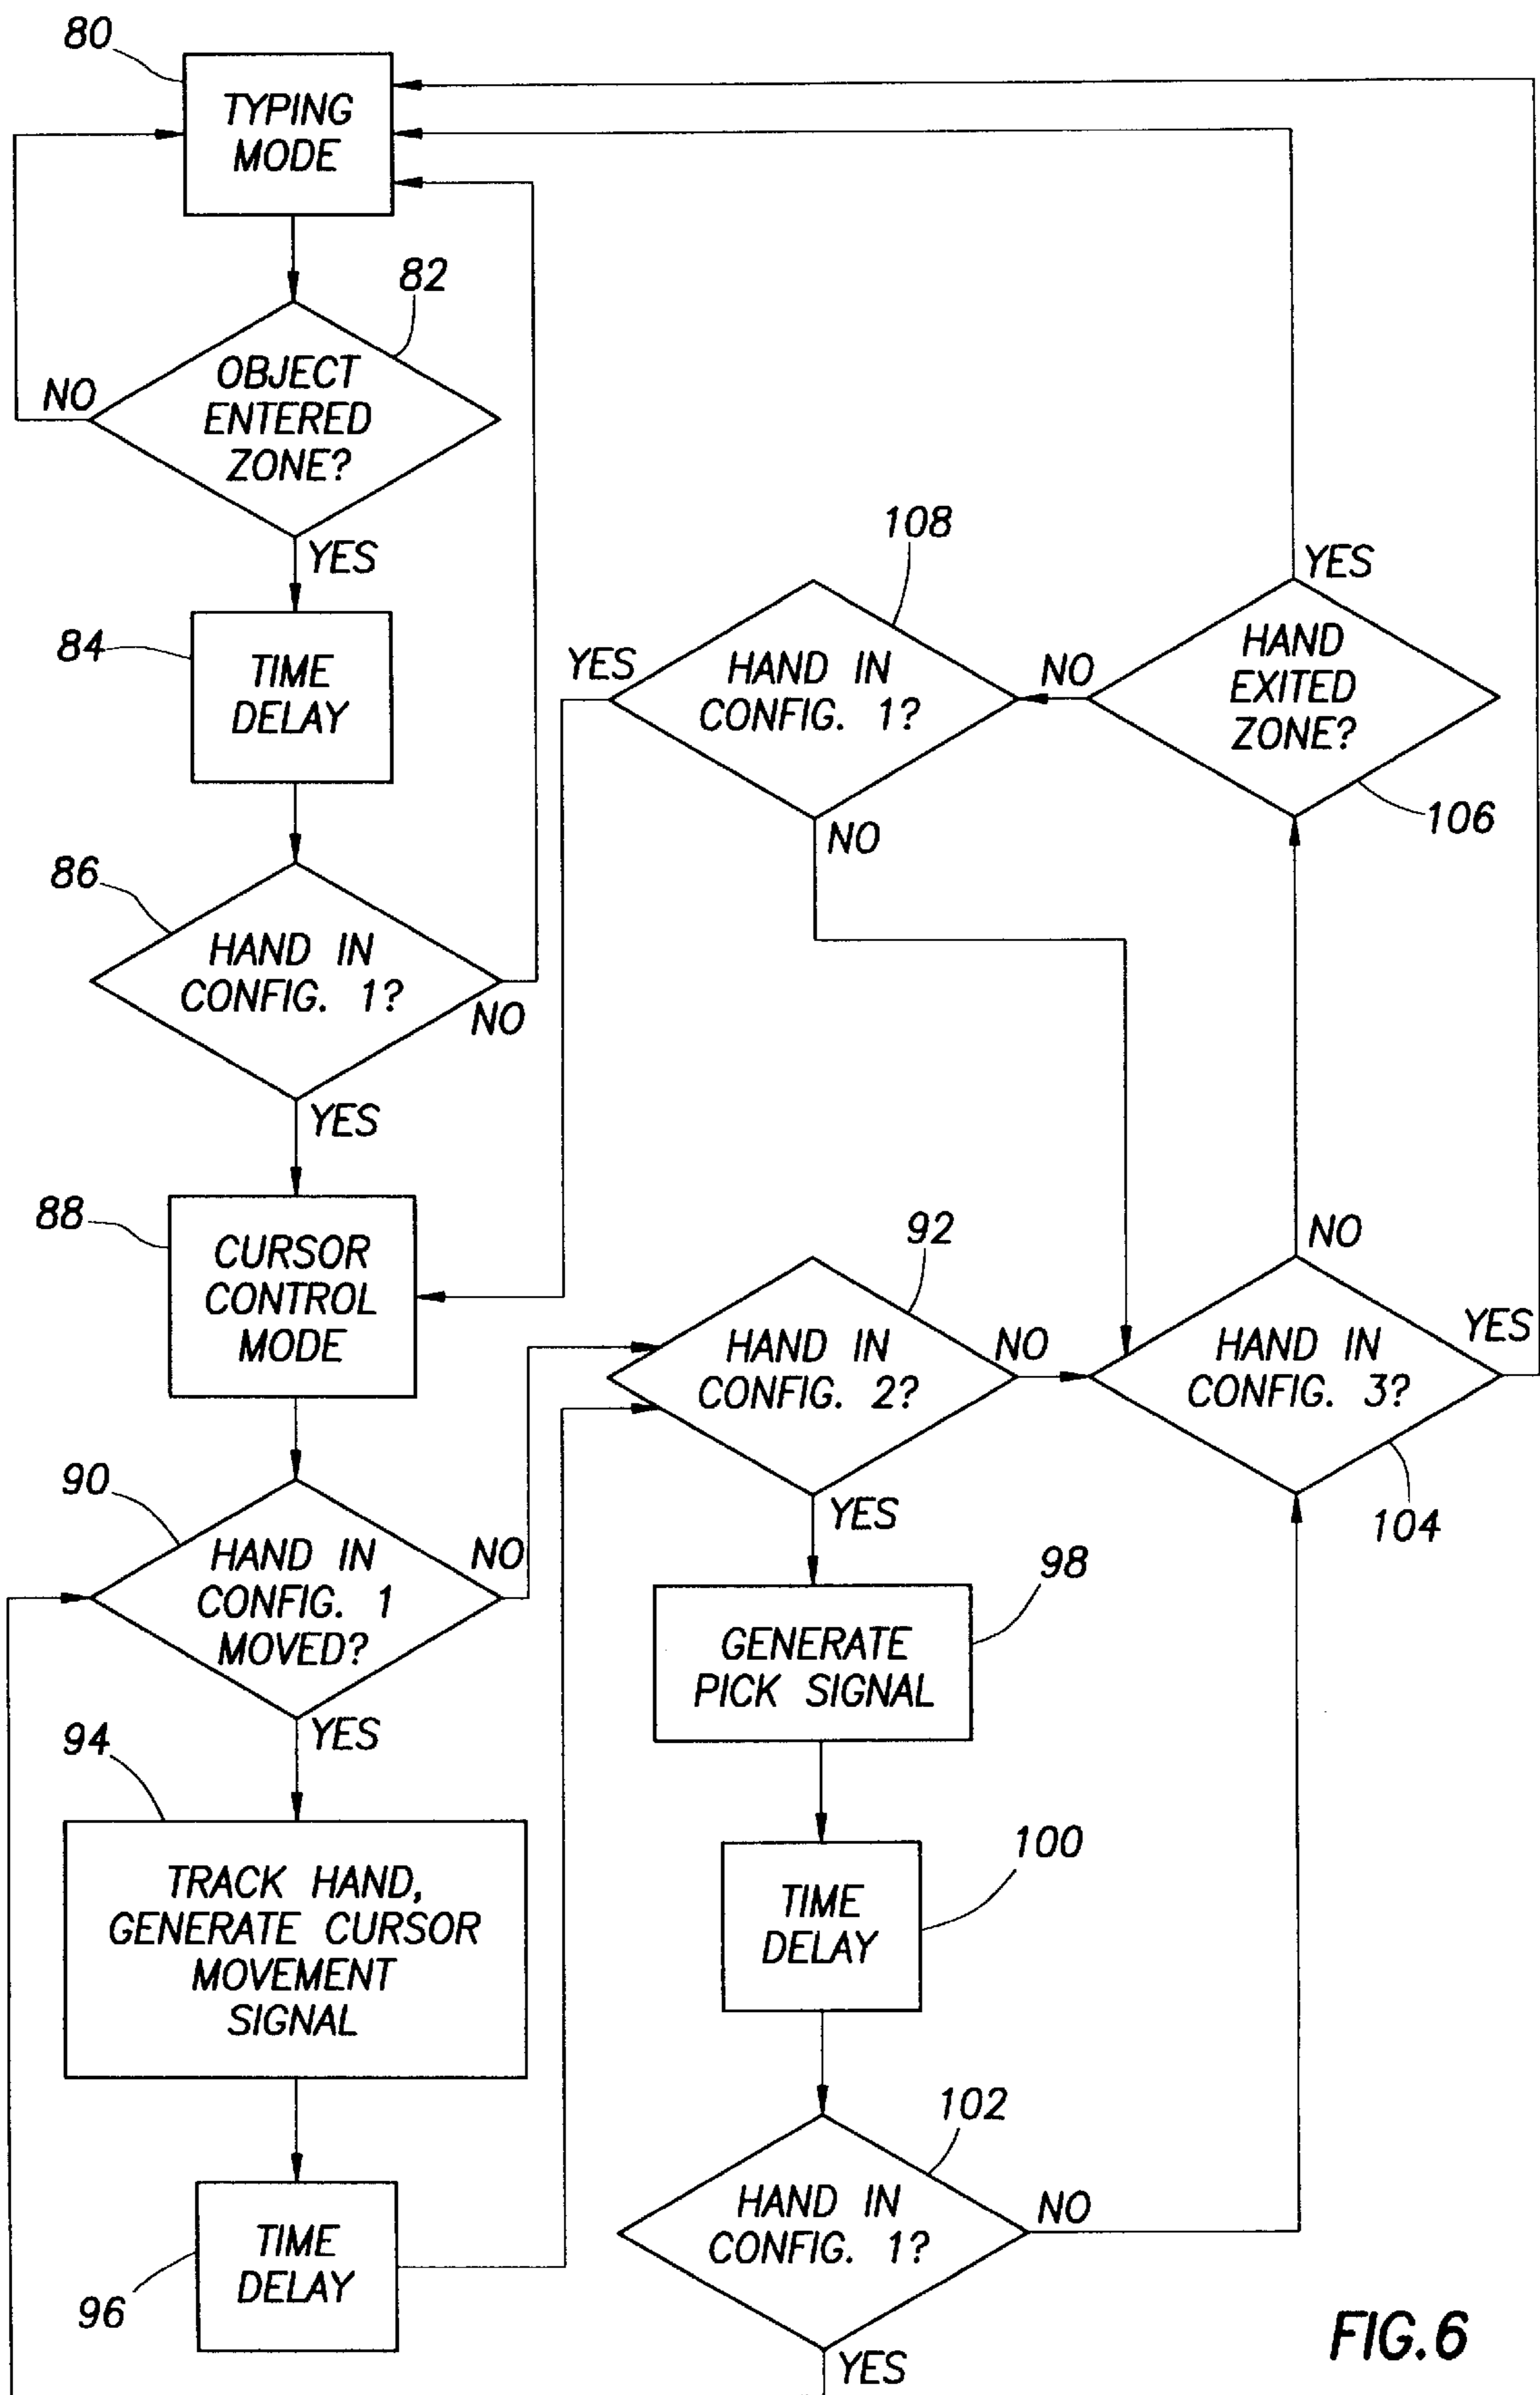 80
TYPING
MODE
82
OBJECT
ENTERED
ZONE?
NO
YES
84
TIME
DELAY
86
HAND IN
CONFIG. 1?
NO
YES
88
CURSOR
CONTROL
MODE
90
HAND IN
CONFIG. 1
MOVED?
NO
YES
94
TRACK HAND,
GENERATE CURSOR
MOVEMENT
SIGNAL
TIME
DELAY
96
108
YES
HAND IN
CONFIG. 1?
NO
NO
YES
HAND
EXITED
ZONE?
106
92
HAND IN
CONFIG. 2?
NO
YES
NO
HAND IN
CONFIG. 3?
YES
104
98
GENERATE
PICK SIGNAL
100
TIME
DELAY
102
HAND IN
CONFIG. 1?
NO
YES
FIG.6